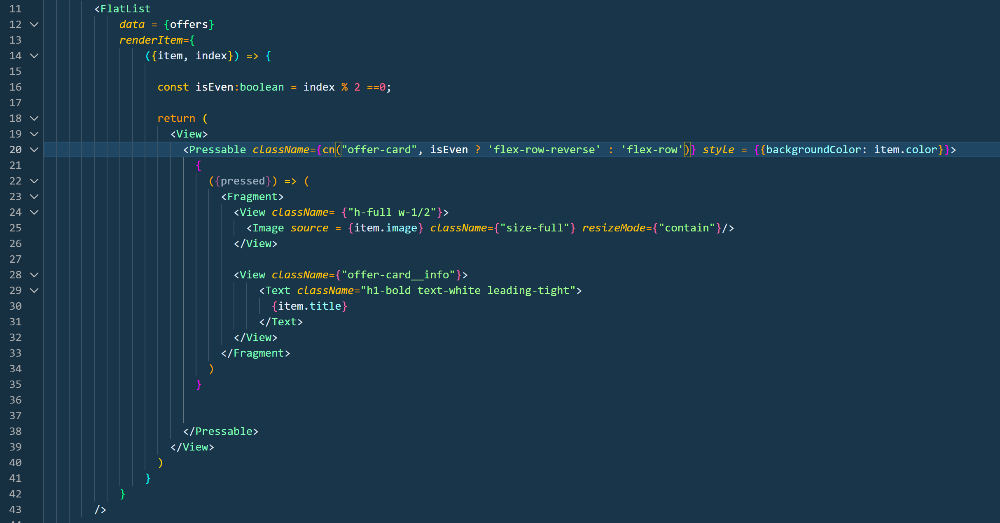 11 <FlatList
12 data = {offers}
13 renderItem={
14 ({item, index}) => {
15
16 const isEven:boolean = index % 2 ==0;
17
18 return (
19 <View>
20 <Pressable className={cn("offer-card", isEven ? 'flex-row-reverse' : 'flex-row')} style = {{backgroundColor: item.color}}>
21 {
22 ({pressed}) => (
23 <Fragment>
24 <View className= {"h-full w-1/2"}>
25 <Image source = {item.image} className={"size-full"} resizeMode={"contain"}/>
26 </View>
27
28 <View className={"offer-card__info"}>
29 <Text className="h1-bold text-white leading-tight">
30 {item.title}
31 </Text>
32 </View>
33 </Fragment>
34 )
35 }
36
37
38 </Pressable>
39 </View>
40 )
41 }
42 }
43 />